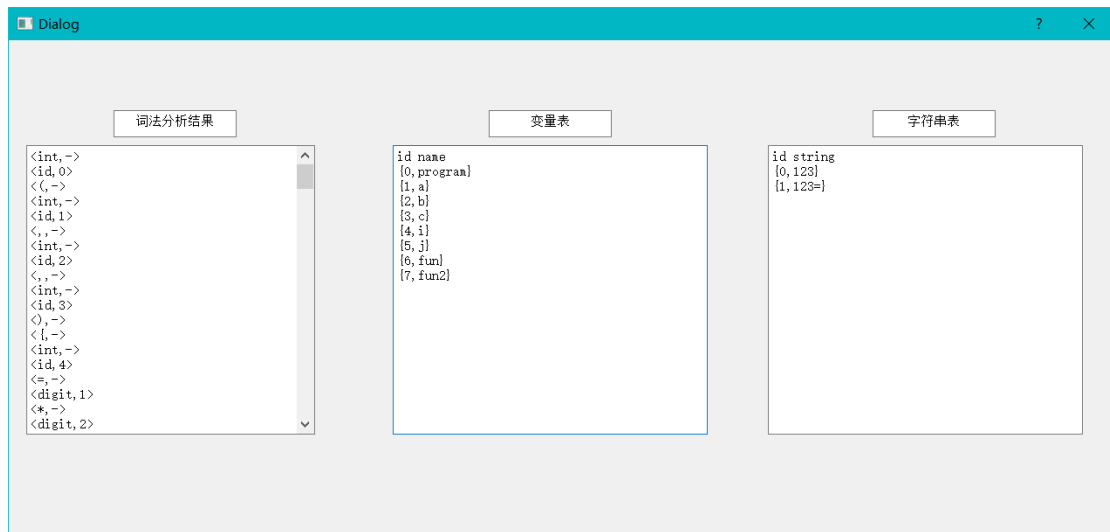 Dialog
?
词法分析结果
<int,->
<id,0>
<(,->
<int,->
<id,1>
<,,->
<int,->
<id,2>
<,,->
<int,->
<id,3>
<),->
<{,->
<int,->
<id,4>
<=,->
<digit,1>
<*,->
<digit,2>
变量表
id name
{0,program}
{1,a}
{2,b}
{3,c}
{4,i}
{5,j}
{6,fun}
{7,fun2}
字符串表
id string
{0,123}
{1,123=}